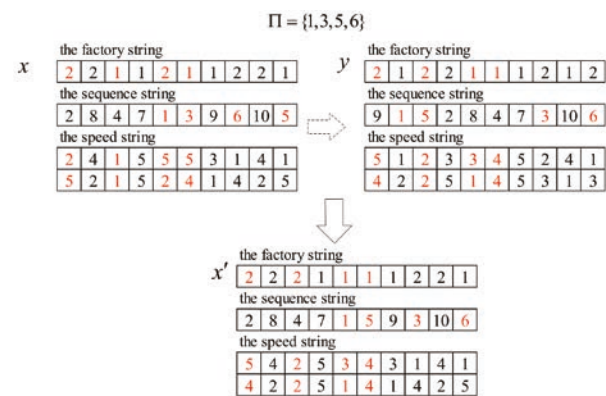 Π = {1,3,5,6}
x
the factory string
2 2 1 1 2 1 1 2 2 1
the sequence string
2 8 4 7 1 3 9 6 10 5
the speed string
2 4 1 5 5 5 3 1 4 1
5 2 1 5 2 4 1 4 2 5
y
the factory string
2 1 2 2 1 1 1 2 1 2
the sequence string
9 1 5 2 8 4 7 3 10 6
the speed string
5 1 2 3 3 4 5 2 4 1
4 2 2 5 1 4 5 3 1 3
x′
the factory string
2 2 2 1 1 1 1 2 2 1
the sequence string
2 8 4 7 1 5 9 3 10 6
the speed string
5 4 2 5 3 4 3 1 4 1
4 2 2 5 1 4 1 4 2 5